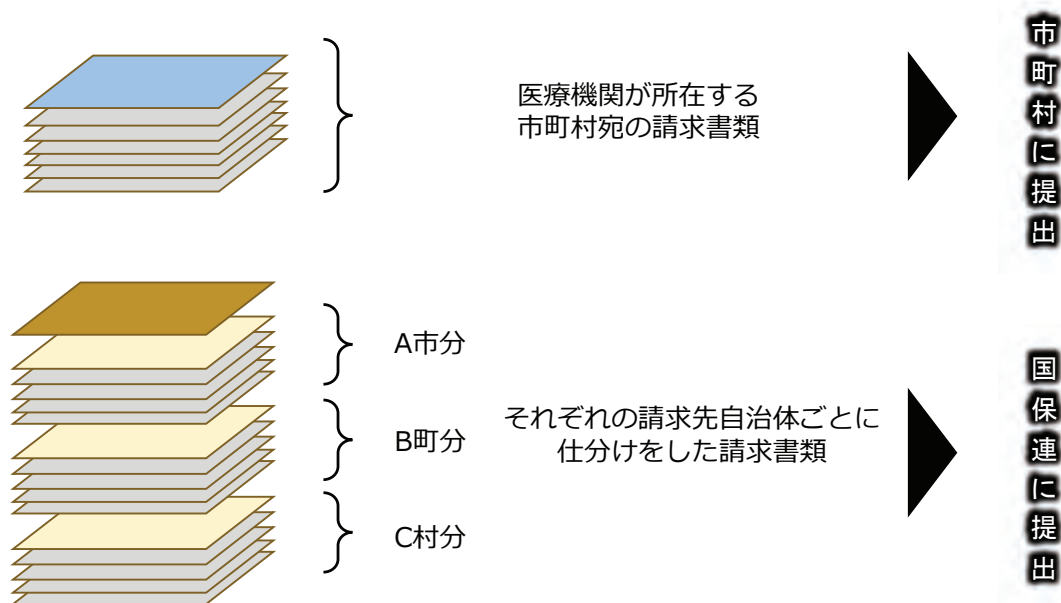 医療機関が所在する
市町村宛の請求書類
市町村に提出
A市分
B町分
C村分
それぞれの請求先自治体ごとに
仕分けをした請求書類
国保連に提出